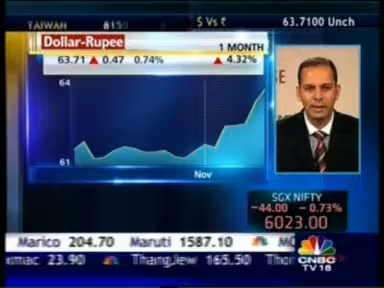 TAIWAN 8150
$ Vs ₹ 63.7100 Unch
Dollar-Rupee
1 MONTH
63.71 ▲ 0.47 0.74% ▲ 4.32%
64
61
Nov
SGX NIFTY
-44.00 -0.73%
6023.00
Marico 204.70 Maruti 1587.10
23.90 ThangJew 165.50
CNBC
TV 18